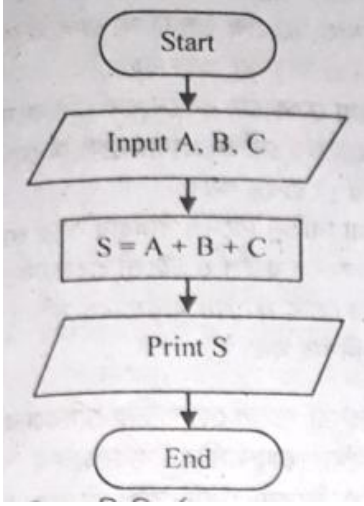 Start
Input A, B, C
S = A + B + C
Print S
End